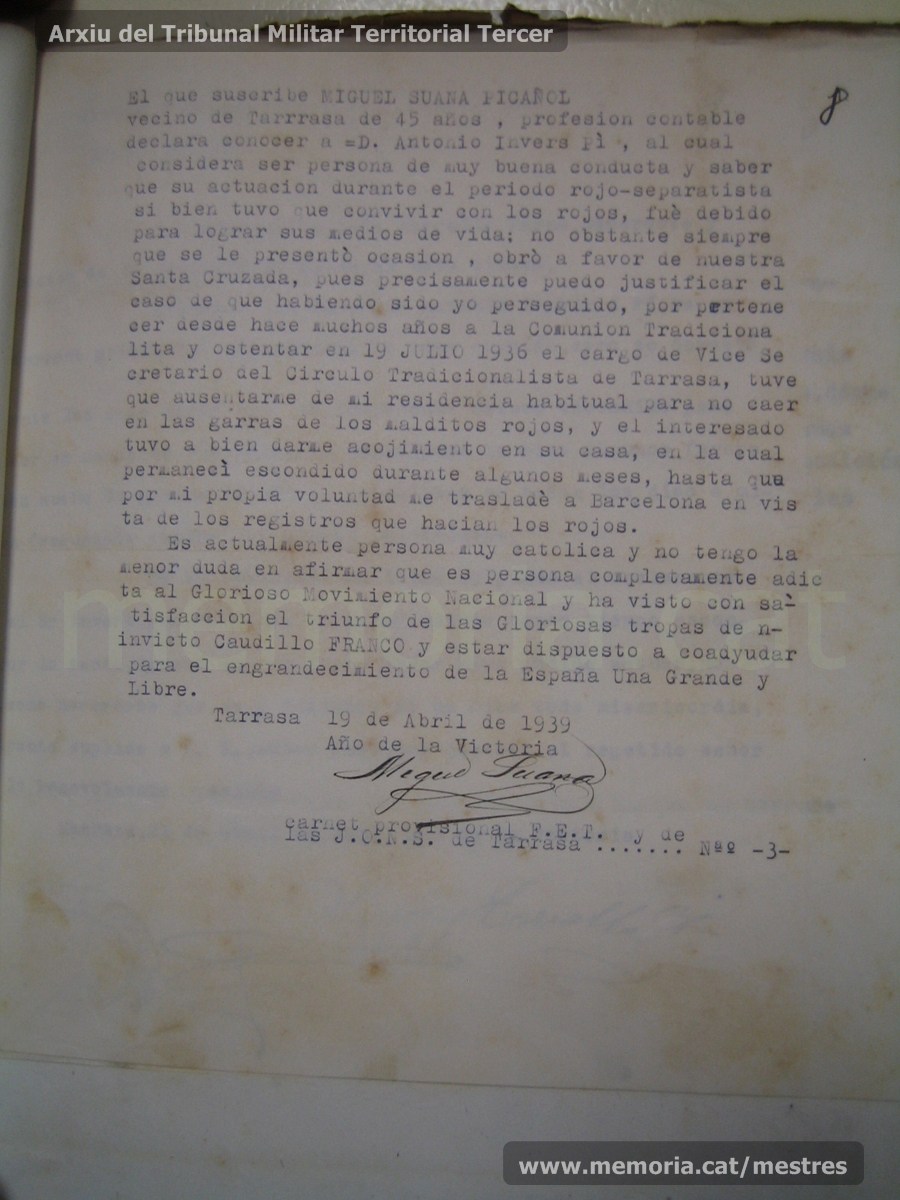 Arxiu del Tribunal Militar Territorial Tercer
8
El que suscribe MIGUEL SUANA PICAÑOL
vecino de Tarrrasa de 45 años , profesion contable
declara conocer a =D. Antonio Invers Pì , al cual
considera ser persona de muy buena conducta y saber
que su actuacion durante el periodo rojo-separatista
si bien tuvo que convivir con los rojos, fuè debido
para lograr sus medios de vida; no obstante siempre
que se le presentò ocasion , obrò a favor de nuestra
Santa Cruzada, pues precisamente puedo justificar el
caso de que habiendo sido yo perseguido, por pertene
cer desde hace muchos años a la Comunion Tradiciona
lita y ostentar en 19 JULIO 1936 el cargo de Vice Se
cretario del Circulo Tradicionalista de Tarrasa, tuve
que ausentarme de mi residencia habitual para no caer
en las garras de los malditos rojos, y el interesado
tuvo a bien darme acojimiento en su casa, en la cual
permanecì escondido durante algunos meses, hasta que
por mi propia voluntad me trasladè a Barcelona en vis
ta de los registros que hacian los rojos.
Es actualmente persona muy catolica y no tengo la
menor duda en afirmar que es persona completamente adic
ta al Glorioso Movimiento Nacional y ha visto con sà-
tisfaccion el triunfo de las Gloriosas tropas de n-
invicto Caudillo FRANCO y estar dispuesto a coadyudar
para el engrandecimiento de la España Una Grande y
Libre.
Tarrasa 19 de Abril de 1939
Año de la Victoria
Miguel Suana
carnet provisional F.E.T. y de
las J.O.N.S. de Tarrasa ....... Nªº -3-
www.memoria.cat/mestres